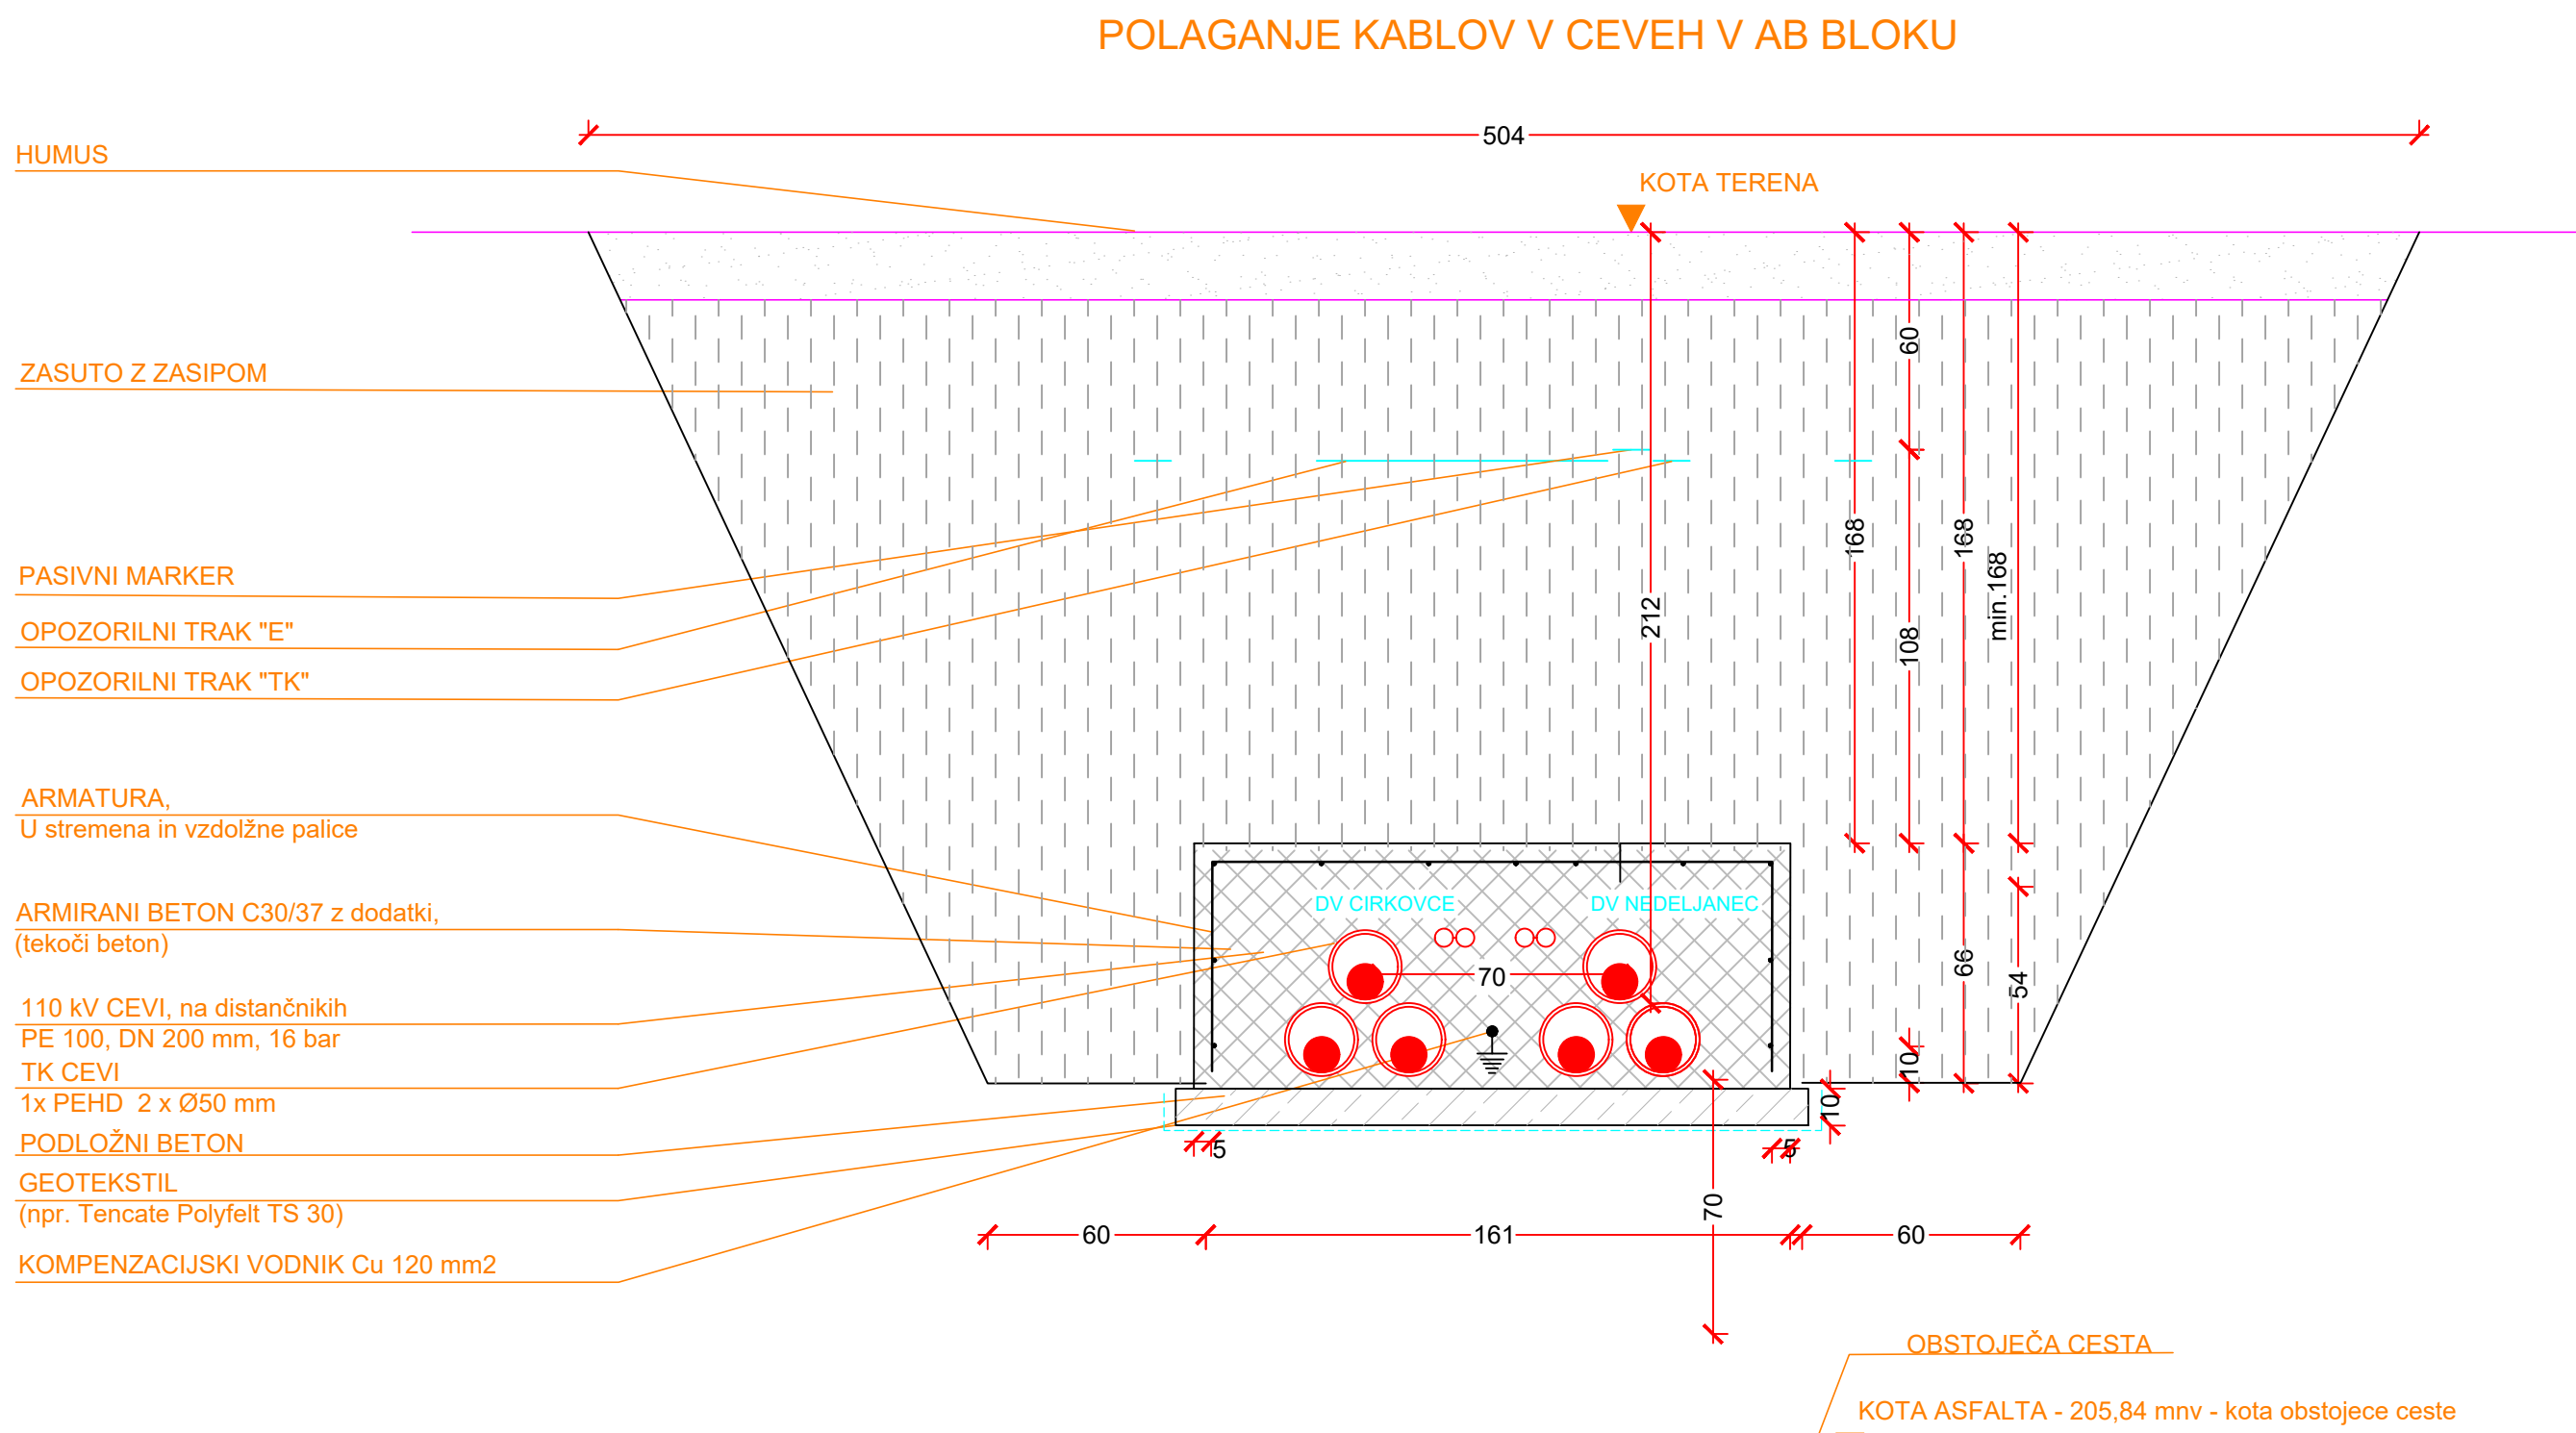 POLAGANJE KABLOV V CEVEH V AB BLOKU
504
HUMUS
KOTA TERENA
60
ZASUTO Z ZASIPOM
168
168
min.168
PASIVNI MARKER
212
OPOZORILNI TRAK "E"
108
OPOZORILNI TRAK "TK"
ARMATURA,
U stremena in vzdolžne palice
DV CIRKOVCE
DV NEDELJANEC
ARMIRANI BETON C30/37 z dodatki,
(tekoči beton)
70
66
54
110 kV CEVI, na distančnikih
PE 100, DN 200 mm, 16 bar
10
TK CEVI
1x PEHD  2 x Ø50 mm
10
PODLOŽNI BETON
5
5
GEOTEKSTIL
(npr. Tencate Polyfelt TS 30)
70
60
161
60
KOMPENZACIJSKI VODNIK Cu 120 mm2
OBSTOJEČA CESTA
KOTA ASFALTA - 205,84 mnv - kota obstojece ceste